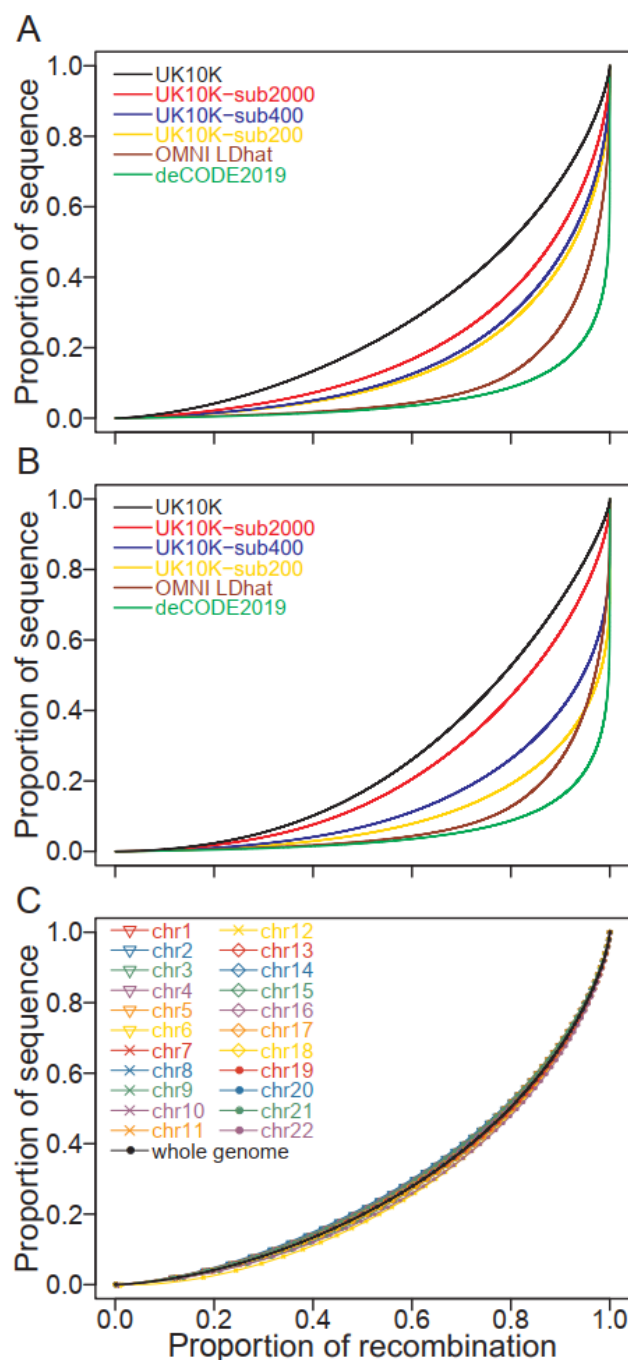 A
1.0
0.8
0.6
0.4
0.2
0.0
Proportion of sequence
UK10K
UK10K−sub2000
UK10K−sub400
UK10K−sub200
OMNI LDhat
deCODE2019
B
1.0
0.8
0.6
0.4
0.2
0.0
Proportion of sequence
UK10K
UK10K−sub2000
UK10K−sub400
UK10K−sub200
OMNI LDhat
deCODE2019
C
1.0
0.8
0.6
0.4
0.2
0.0
Proportion of sequence
chr1 chr12
chr2 chr13
chr3 chr14
chr4 chr15
chr5 chr16
chr6 chr17
chr7 chr18
chr8 chr19
chr9 chr20
chr10 chr21
chr11 chr22
whole genome
0.0 0.2 0.4 0.6 0.8 1.0
Proportion of recombination